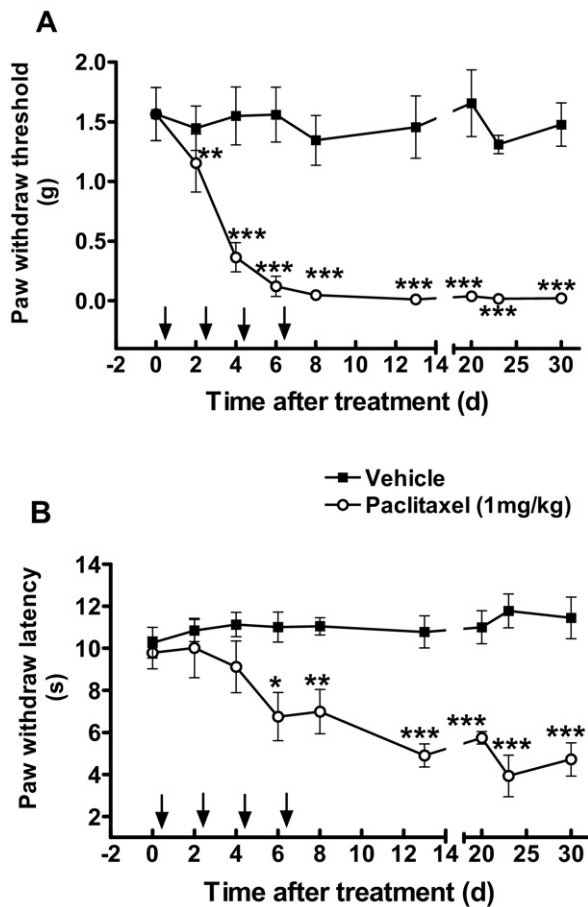 A
Paw withdraw threshold
(g)
2.0
1.5
1.0
0.5
0.0
**
***
***
***
***
***
***
***
-2 0 2 4 6 8 10 12 14 20 25 30
Time after treatment (d)
Vehicle
Paclitaxel (1mg/kg)
B
Paw withdraw latency
(s)
14
12
10
8
6
4
2
*
**
***
***
***
***
-2 0 2 4 6 8 10 12 14 20 25 30
Time after treatment (d)